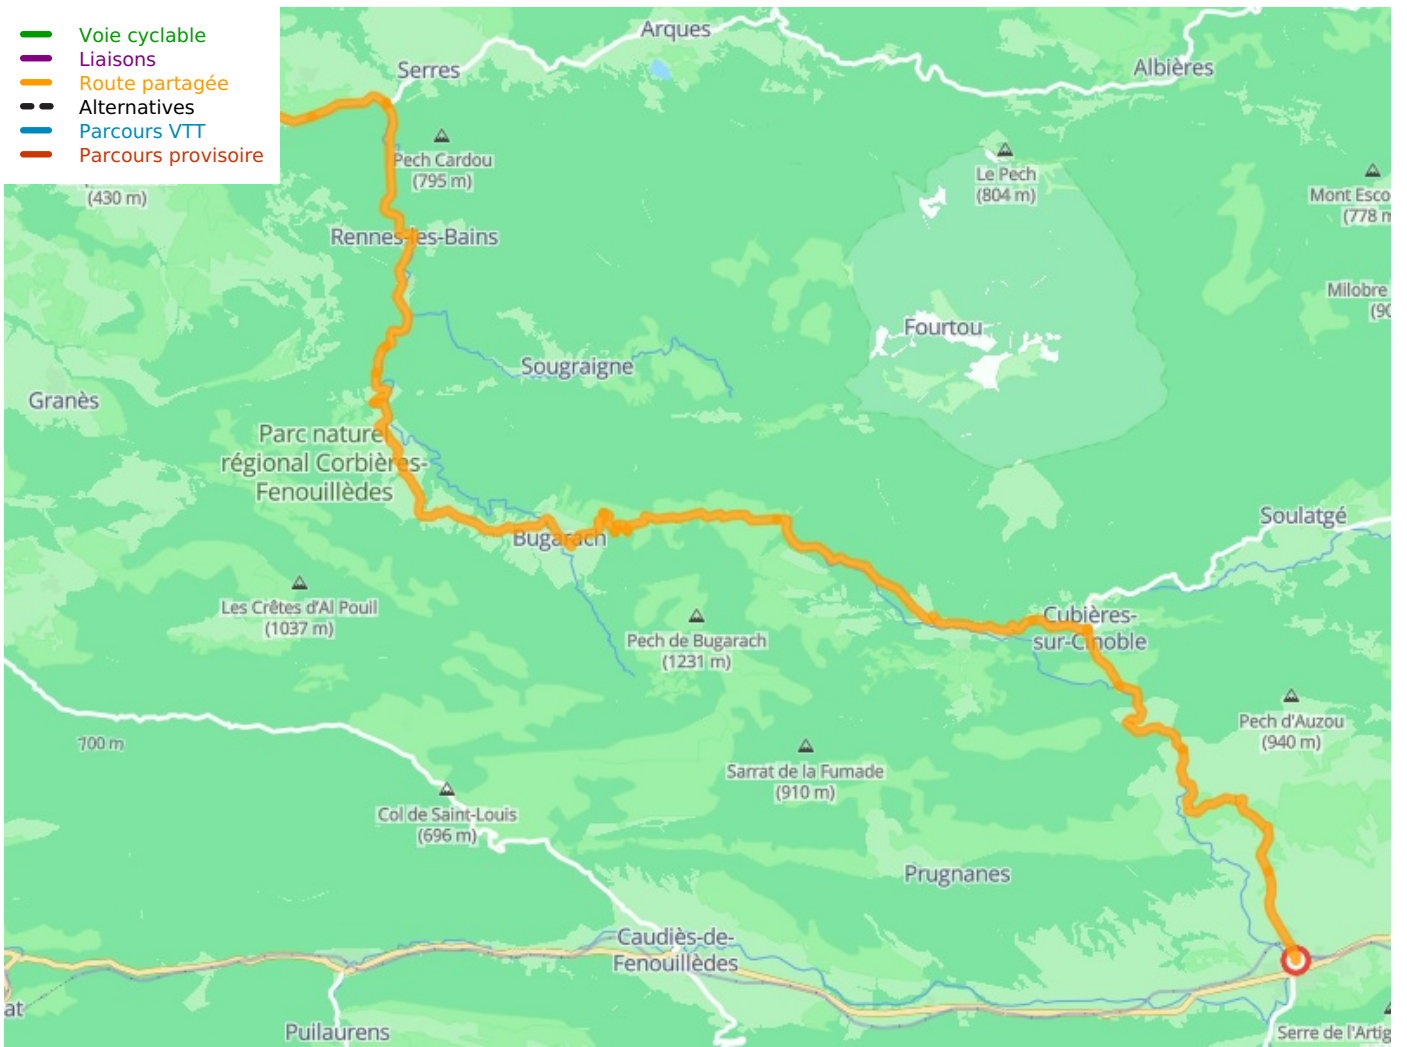 Voie cyclable
Liaisons
Route partagée
Alternatives
Parcours VTT
Parcours provisoire
Arques
Serres
Albières
Pech Cardou
(795 m)
Le Pech
(804 m)
(430 m)
Mont Esco
(778 m
Rennes-les-Bains
Milobre
(90
Fourtou
Sougraigne
Granès
Parc naturel
régional Corbières-
Fenouillèdes
Soulatgé
Bugarach
Les Crêtes d'Al Pouil
(1037 m)
Pech de Bugarach
(1231 m)
Cubières-
sur-Cinoble
Pech d'Auzou
(940 m)
700 m
Sarrat de la Fumade
(910 m)
Col de Saint-Louis
(696 m)
Prugnanes
Caudiès-de-
Fenouillèdes
at
Puilaurens
Serre de l'Artig